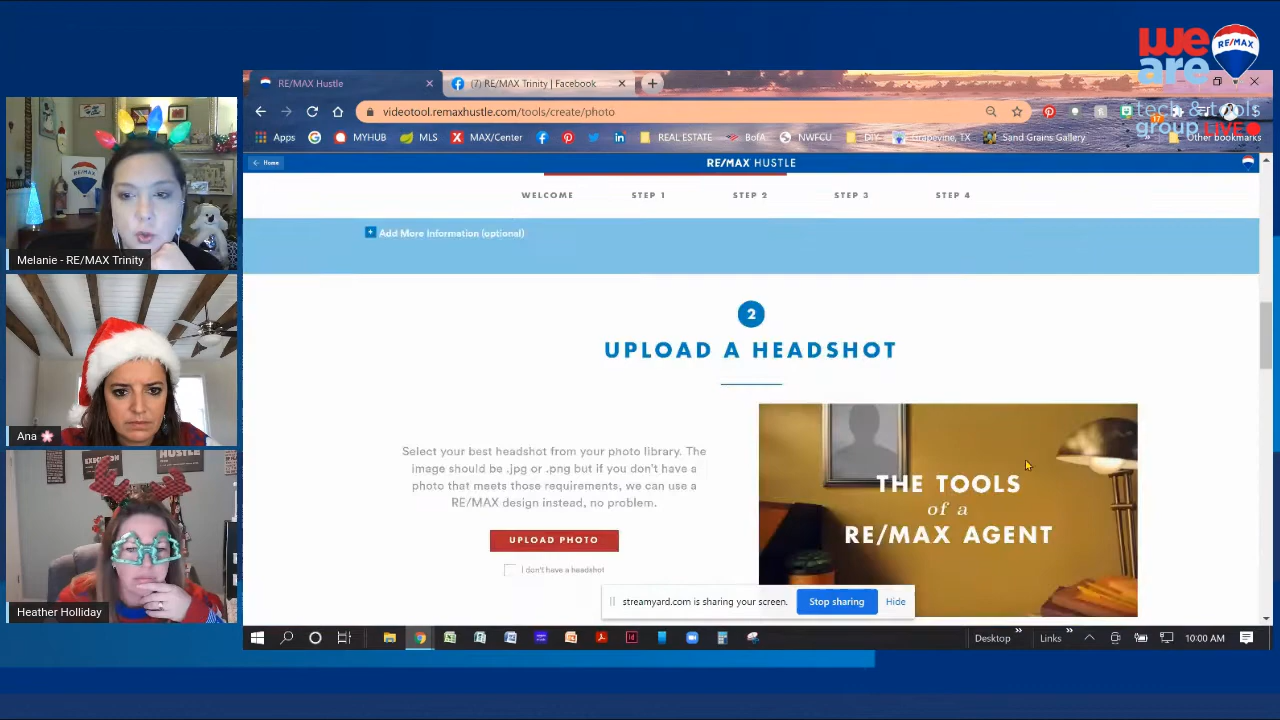 we
are
RE/MAX
tech & tools
group LIVE
RE/MAX Hustle
(7) RE/MAX Trinity | Facebook
videotool.remaxhustle.com/tools/create/photo
Apps
MYHUB
MLS
MAX/Center
REAL ESTATE
BofA
NWFCU
DIY
Grapevine, TX
Sand Grains Gallery
Other bookmarks
Home
RE/MAX HUSTLE
WELCOME
STEP 1
STEP 2
STEP 3
STEP 4
Add More Information (optional)
2
UPLOAD A HEADSHOT
Select your best headshot from your photo library. The
image should be .jpg or .png but if you don't have a
photo that meets those requirements, we can use a
RE/MAX design instead, no problem.
UPLOAD PHOTO
I don't have a headshot
THE TOOLS
of a
RE/MAX AGENT
streamyard.com is sharing your screen.
Stop sharing
Hide
Desktop
Links
10:00 AM
Melanie - RE/MAX Trinity
Ana
HUSTLE
Heather Holliday